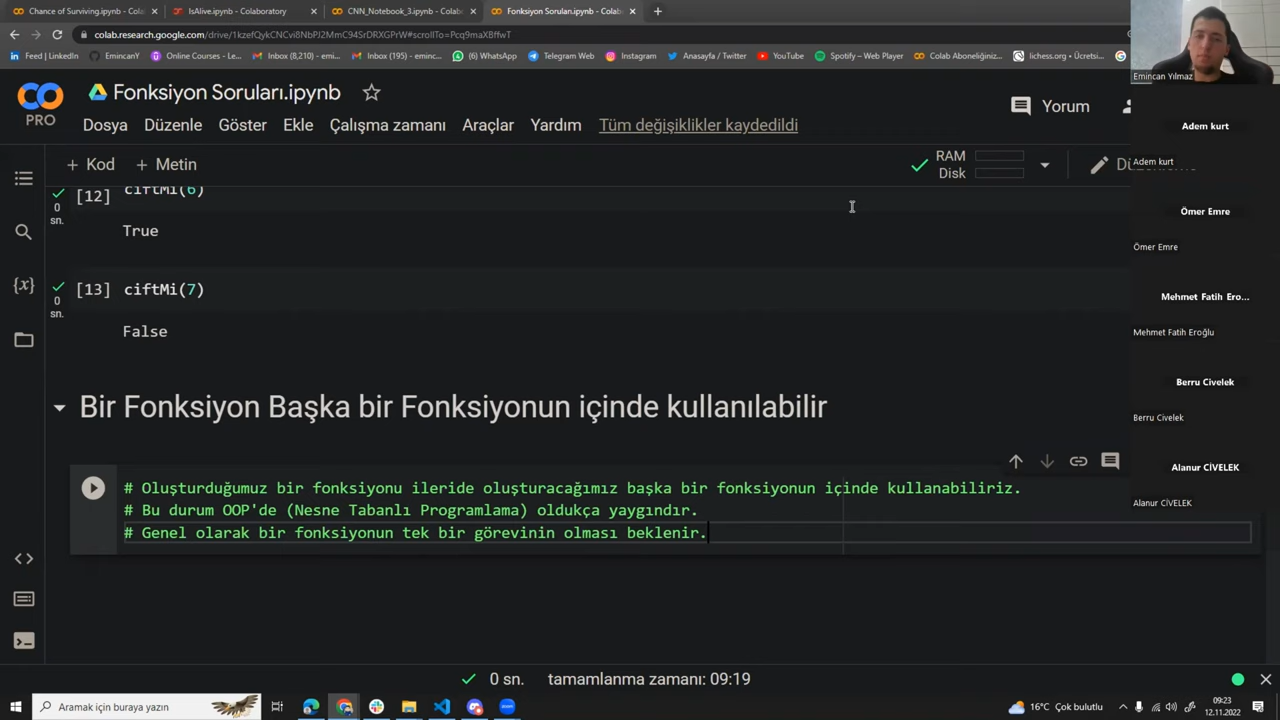 Chance of Surviving.ipynb - Cola
IsAlive.ipynb - Colaboratory
CNN_Notebook_3.ipynb - Colab
Fonksiyon Soruları.ipynb - Colab
colab.research.google.com/drive/1kzefQykCNCvi8NbPJ2MmC94SrDRXGPrW#scrollTo=Pcq9maXBffwT
Feed | LinkedIn
EmincanY
Online Courses - Le...
Inbox (8,210) - emi...
Inbox (195) - eminc...
(6) WhatsApp
Telegram Web
Instagram
Anasayfa / Twitter
YouTube
Spotify – Web Player
Colab Aboneliğiniz...
lichess.org • Ücretsi...
Emincan Yılmaz
CO
PRO
Fonksiyon Soruları.ipynb
Yorum
Dosya Düzenle Göster Ekle Çalışma zamanı Araçlar Yardım Tüm değişiklikler kaydedildi
+ Kod + Metin
RAM
Disk
Adem kurt
Adem kurt
Ömer Emre
Ömer Emre
Mehmet Fatih Ero...
Mehmet Fatih Eroğlu
Berru Civelek
Berru Civelek
Alanur CİVELEK
Alanur CİVELEK
0
sn.
[12] ciftMi(6)
True
0
sn.
[13] ciftMi(7)
False
Bir Fonksiyon Başka bir Fonksiyonun içinde kullanılabilir
# Oluşturduğumuz bir fonksiyonu ileride oluşturacağımız başka bir fonksiyonun içinde kullanabiliriz.
# Bu durum OOP'de (Nesne Tabanlı Programlama) oldukça yaygındır.
# Genel olarak bir fonksiyonun tek bir görevinin olması beklenir.
0 sn. tamamlanma zamanı: 09:19
Aramak için buraya yazın
16°C Çok bulutlu
09:23
12.11.2022